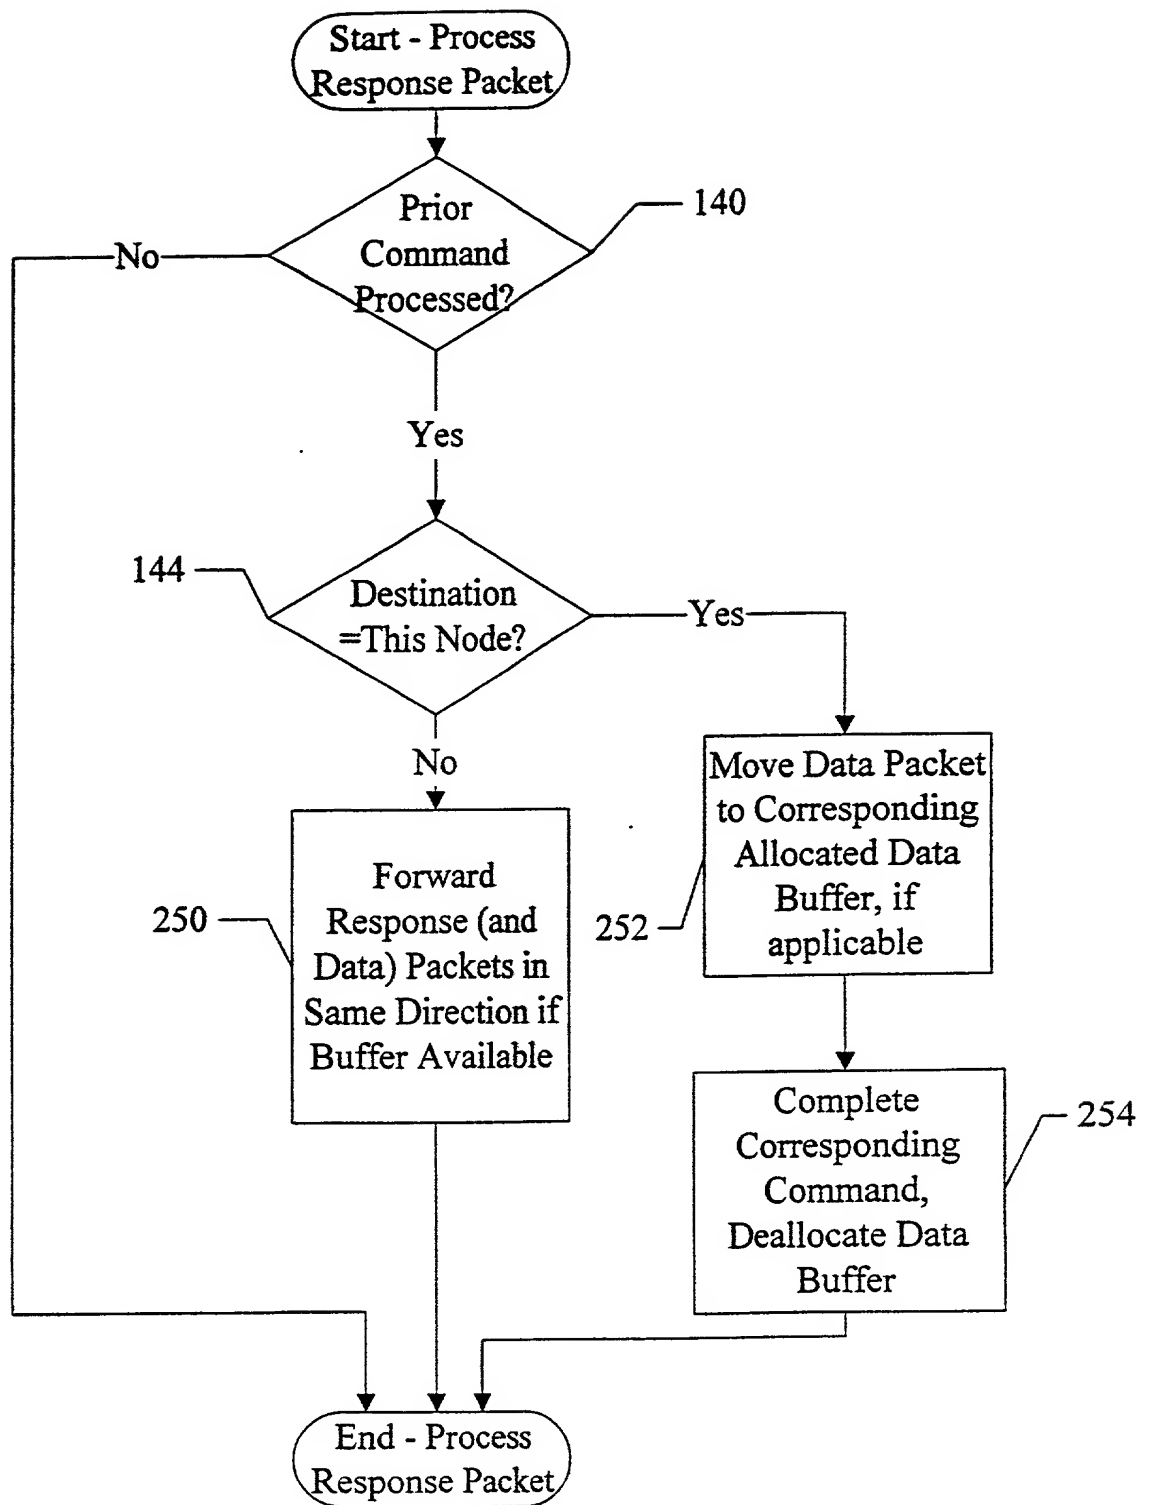 Start - Process
Response Packet
Prior
Command
Processed?
140
No
Yes
144
Destination
=This Node?
Yes
No
Move Data Packet
to Corresponding
Allocated Data
Buffer, if
applicable
252
Forward
Response (and
Data) Packets in
Same Direction if
Buffer Available
250
Complete
Corresponding
Command,
Deallocate Data
Buffer
254
End - Process
Response Packet